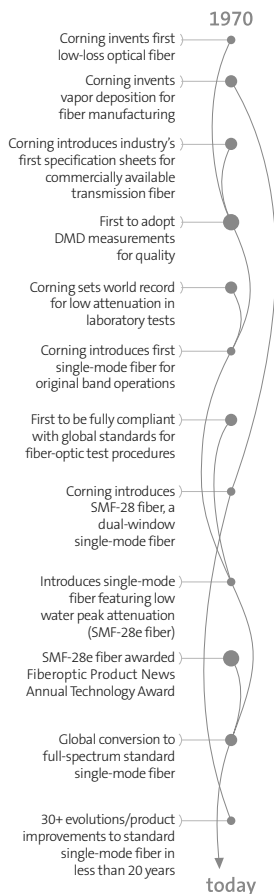 1970
Corning invents first
low-loss optical fiber
Corning invents
vapor deposition for
fiber manufacturing
Corning introduces industry's
first specification sheets for
commercially available
transmission fiber
First to adopt
DMD measurements
for quality
Corning sets world record
for low attenuation in
laboratory tests
Corning introduces first
single-mode fiber for
original band operations
First to be fully compliant
with global standards for
fiber-optic test procedures
Corning introduces
SMF-28 fiber, a
dual-window
single-mode fiber
Introduces single-mode
fiber featuring low
water peak attenuation
(SMF-28e fiber)
SMF-28e fiber awarded
Fiberoptic Product News
Annual Technology Award
Global conversion to
full-spectrum standard
single-mode fiber
30+ evolutions/product
improvements to standard
single-mode fiber in
less than 20 years
today